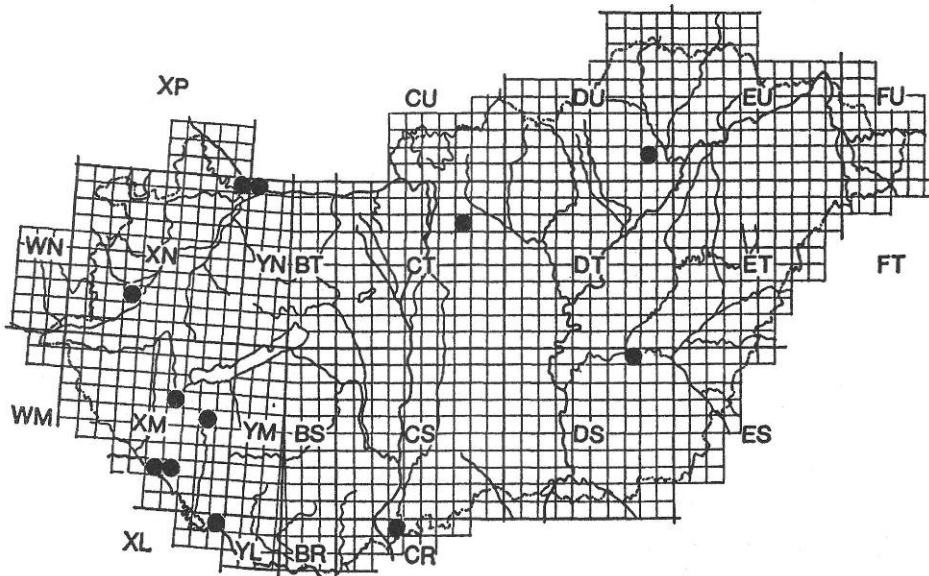 XP
CU DU EU FU
WN XN YN BT CT DT ET FT
WM XM YM BS CS DS ES
XL YL BR CR